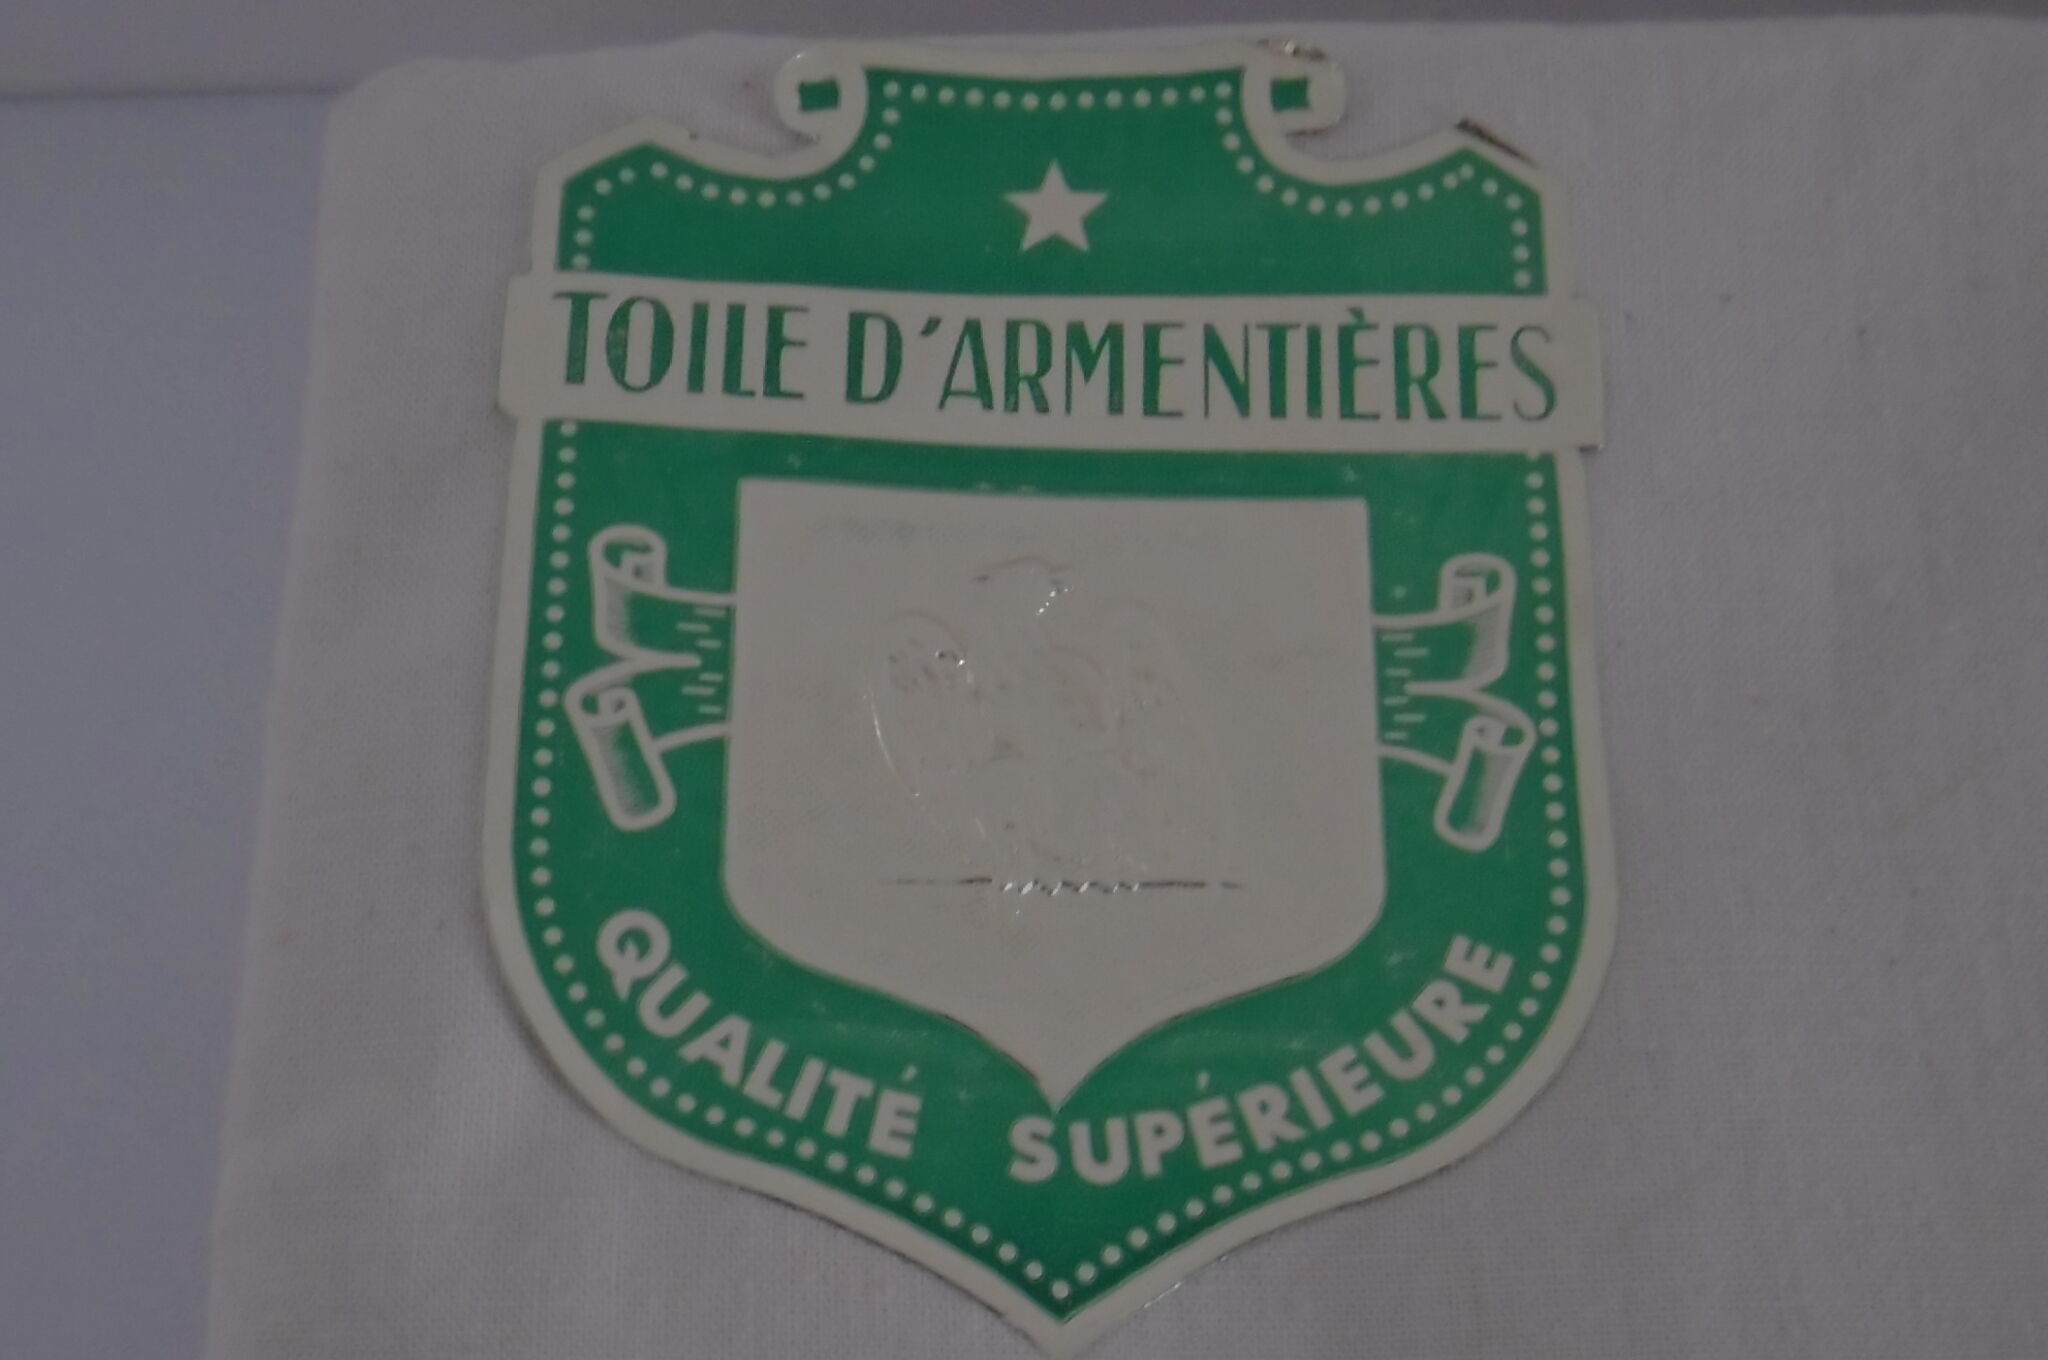 TOILE D'ARMENTIÈRES
QUALITÉ SUPÉRIEURE